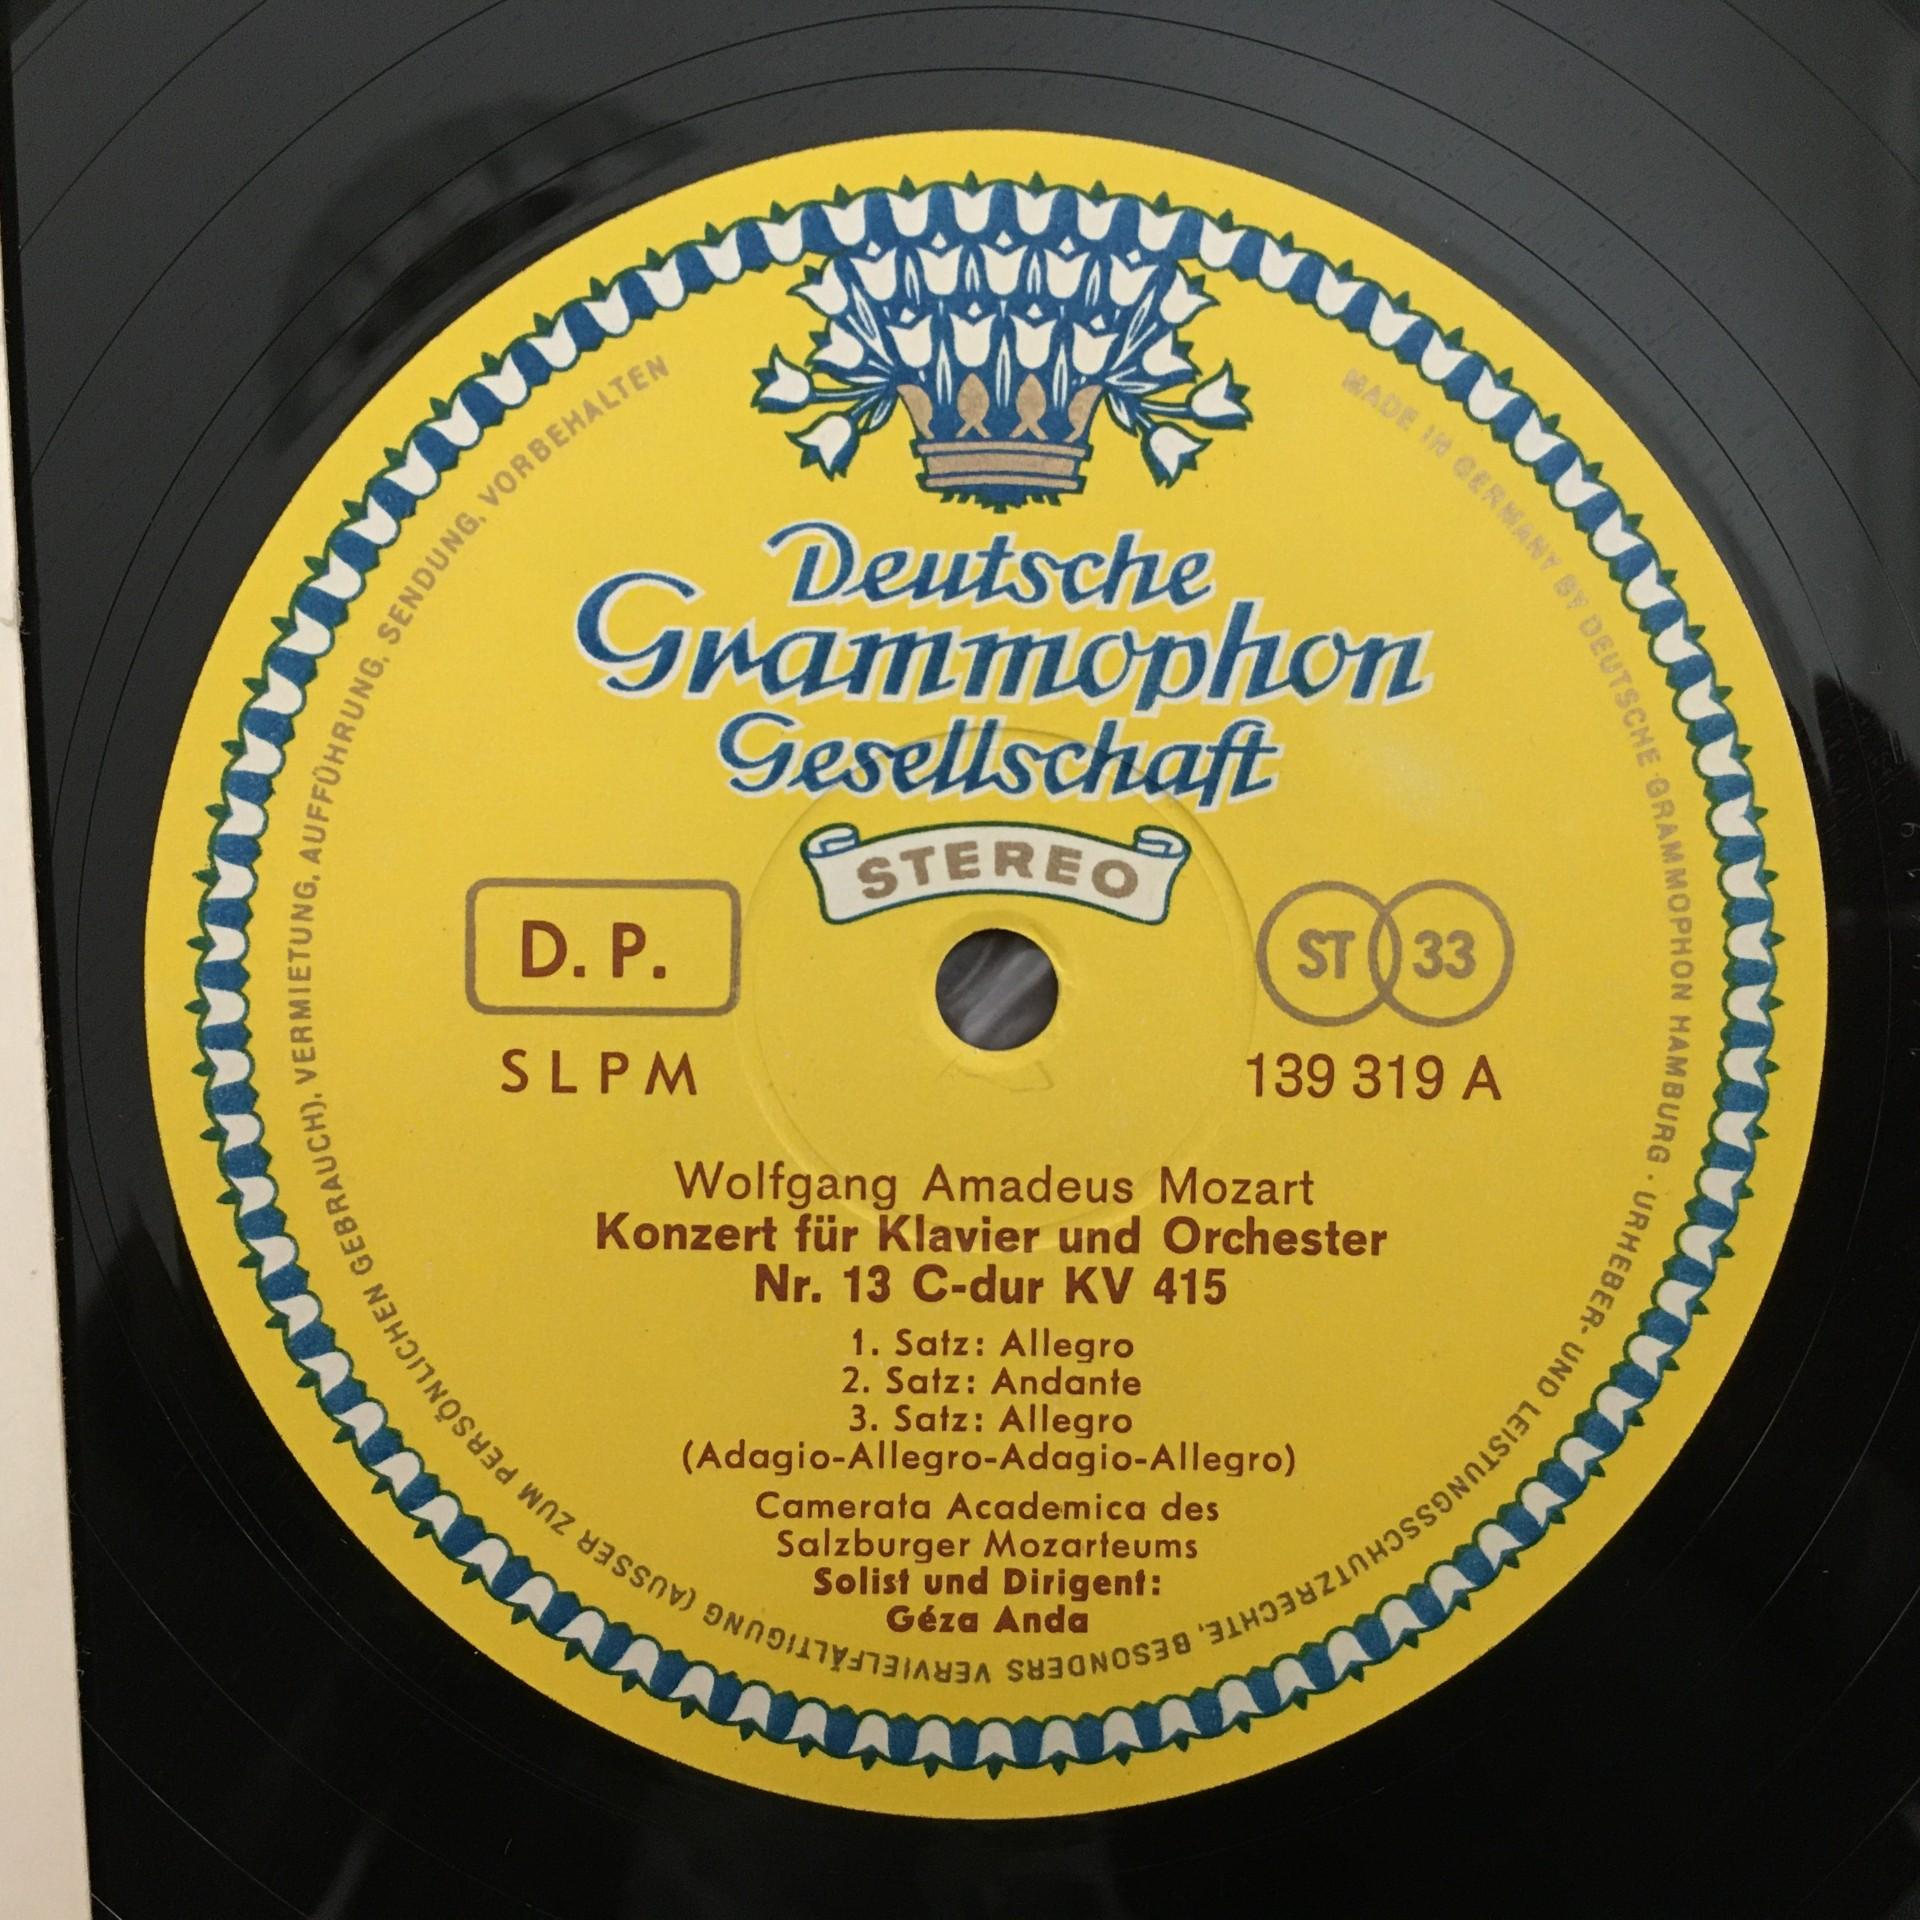 Deutsche
Grammophon
Gesellschaft
STEREO
D. P.
ST 33
SLPM
139 319 A
Wolfgang Amadeus Mozart
Konzert für Klavier und Orchester
Nr. 13 C-dur KV 415
1. Satz: Allegro
2. Satz: Andante
3. Satz: Allegro
(Adagio-Allegro-Adagio-Allegro)
Camerata Academica des
Salzburger Mozarteums
Solist und Dirigent:
Géza Anda
MADE IN GERMANY BY DEUTSCHE GRAMMOPHON HAMBURG · URHEBER- UND LEISTUNGSSCHUTZRECHTE, BESONDERS VERVIELFÄLTIGUNG (AUSSER ZUM PERSÖNLICHEN GEBRAUCH), VERMIETUNG, AUFFÜHRUNG, SENDUNG, VORBEHALTEN